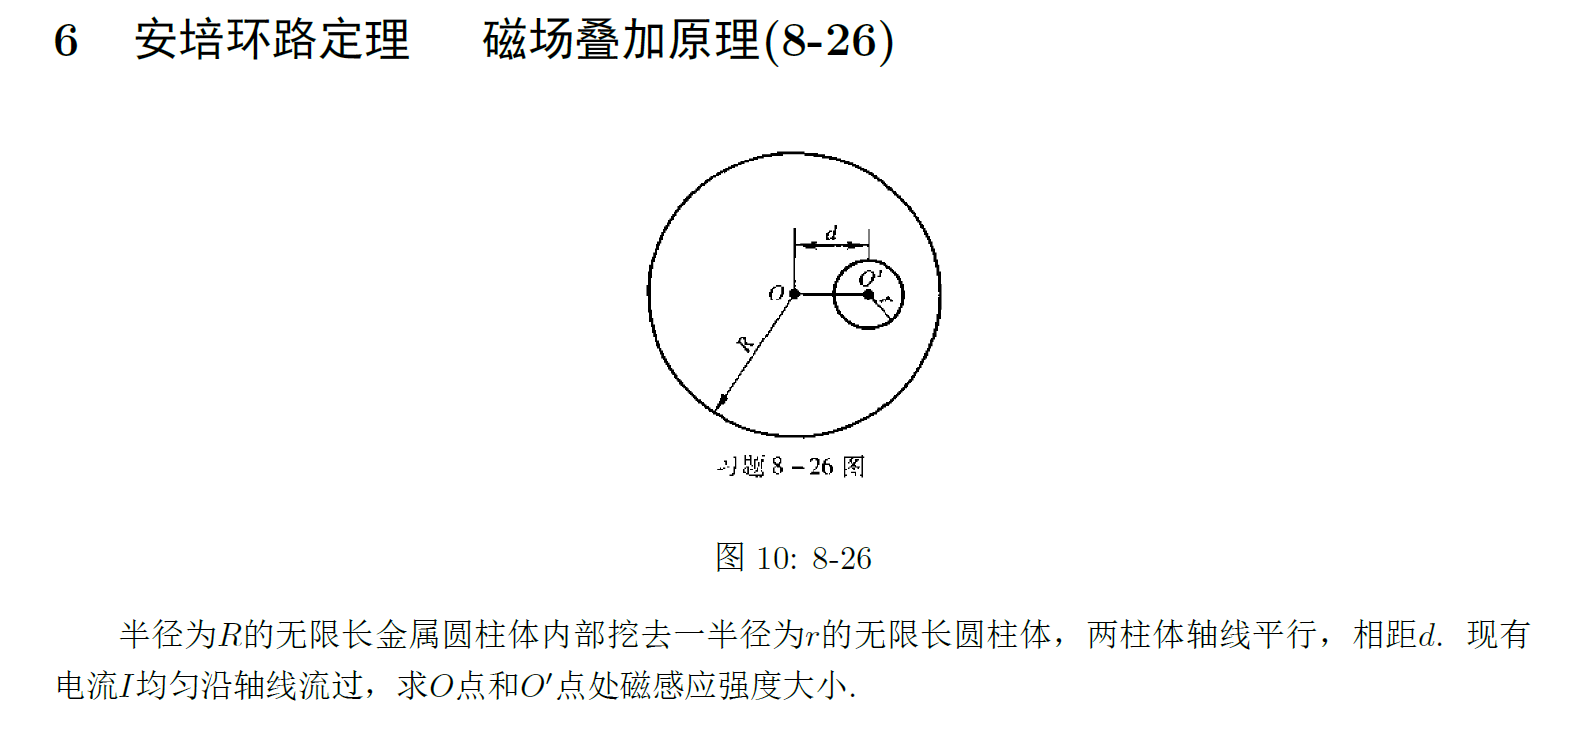 6 安培环路定理 磁场叠加原理(8-26)
d
O
O'
r
R
习题 8-26 图
图 10: 8-26
半径为R的无限长金属圆柱体内部挖去一半径为r的无限长圆柱体，两柱体轴线平行，相距d. 现有
电流I均匀沿轴线流过，求O点和O′点处磁感应强度大小.